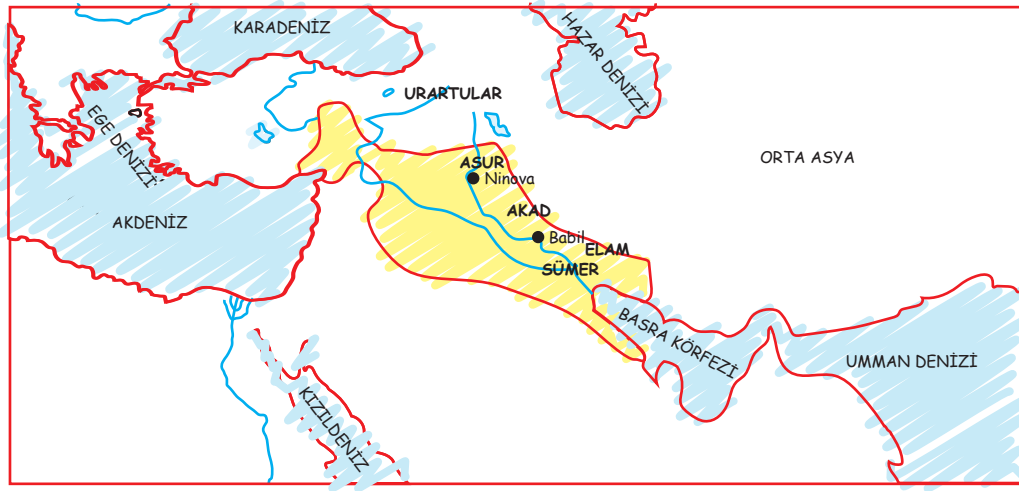 KARADENİZ
HAZAR DENİZİ
URARTULAR
EGE DENİZİ'
ORTA ASYA
ASUR
Ninova
AKAD
AKDENİZ
Babil
ELAM
SÜMER
BASRA KÖRFEZİ
UMMAN DENİZİ
KIZILDENİZ